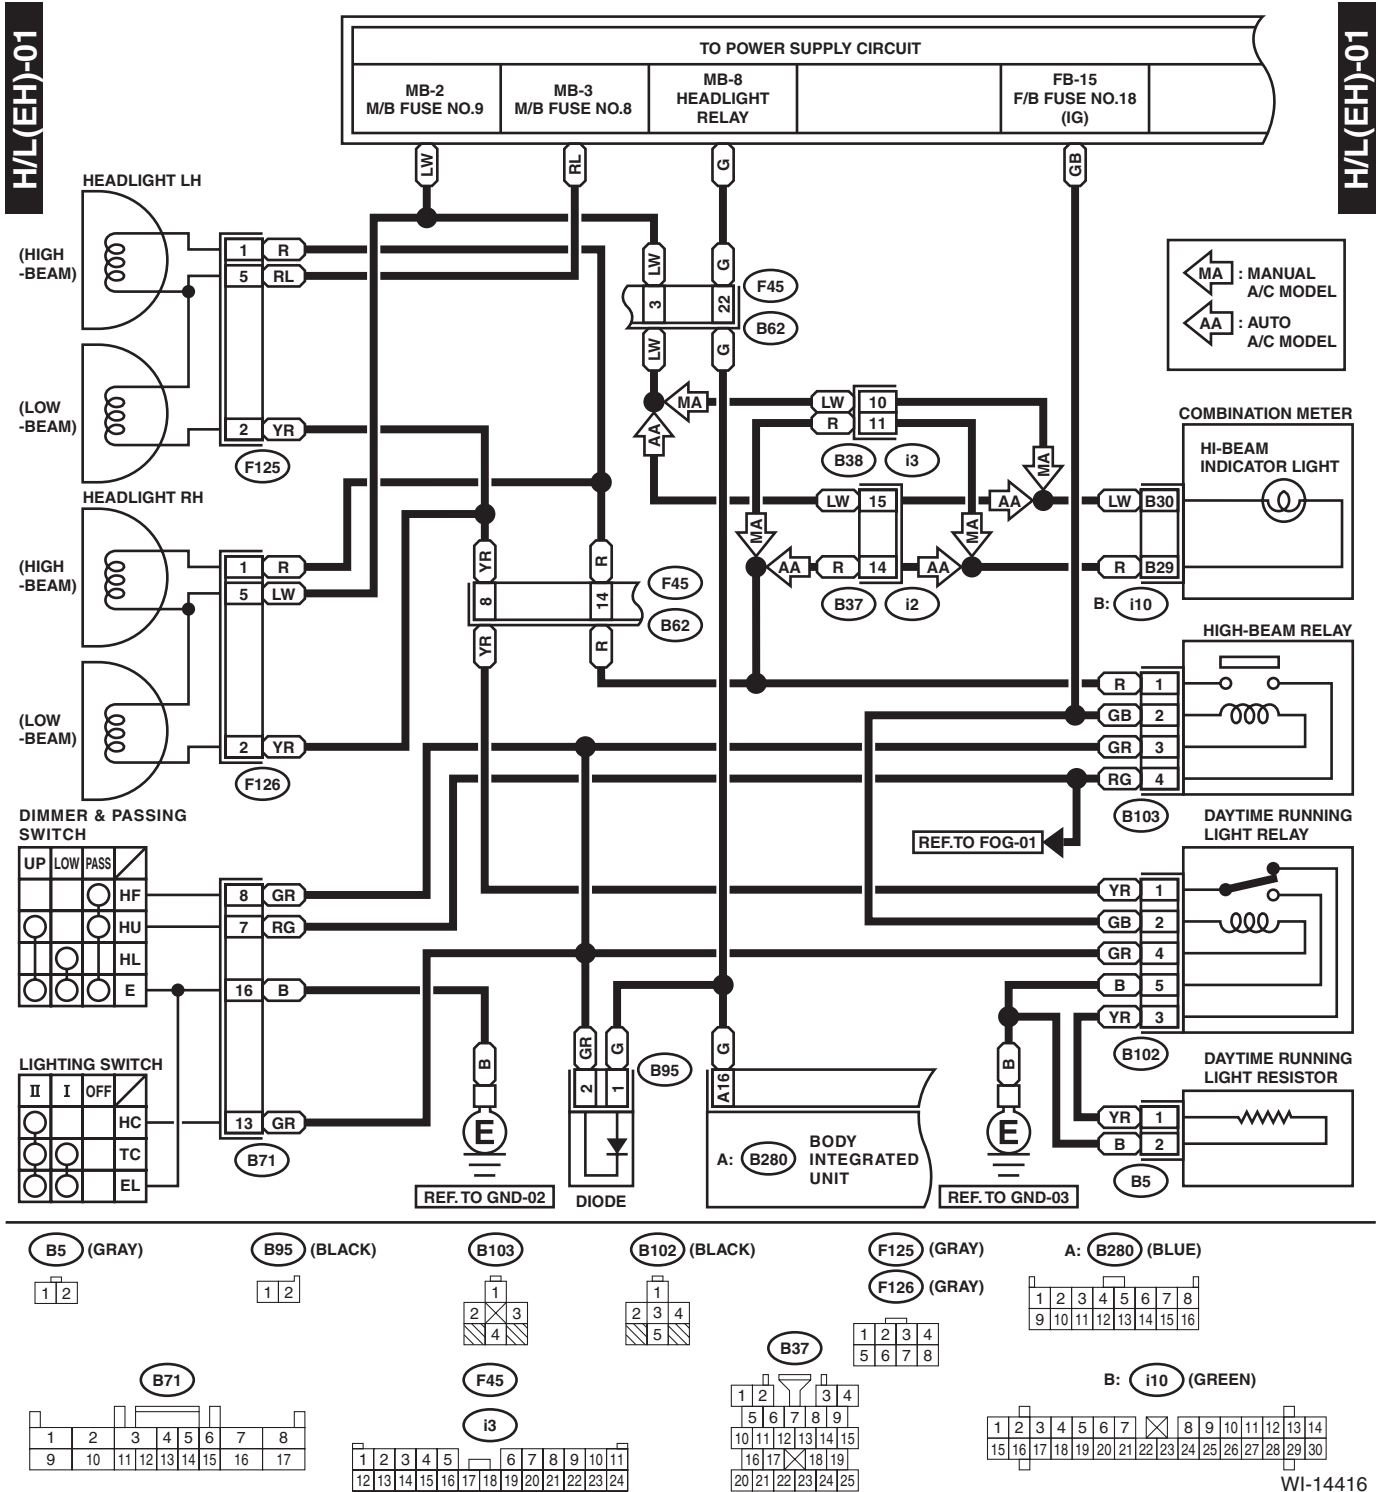 H/L(EH)-01
H/L(EH)-01
TO POWER SUPPLY CIRCUIT
MB-2
M/B FUSE NO.9
MB-3
M/B FUSE NO.8
MB-8
HEADLIGHT
RELAY
FB-15
F/B FUSE NO.18
(IG)
LW
RL
G
GB
HEADLIGHT LH
(HIGH
-BEAM)
1 R
5 RL
(LOW
-BEAM)
2 YR
F125
LW
G
3
22
F45
B62
LW
G
MA : MANUAL
A/C MODEL
AA : AUTO
A/C MODEL
MA
AA
LW 10
R 11
B38
i3
MA
LW 15
AA
MA
MA
AA
R 14
AA
B37
i2
COMBINATION METER
HI-BEAM
INDICATOR LIGHT
LW B30
R B29
B: i10
HEADLIGHT RH
(HIGH
-BEAM)
1 R
5 LW
(LOW
-BEAM)
2 YR
F126
YR
R
8
14
F45
B62
YR
R
HIGH-BEAM RELAY
R 1
GB 2
GR 3
RG 4
B103
REF.TO FOG-01
DIMMER & PASSING
SWITCH
UP LOW PASS
HF
HU
HL
E
8 GR
7 RG
16 B
LIGHTING SWITCH
II I OFF
HC
TC
EL
13 GR
B71
B
E
REF. TO GND-02
GR
G
2
1
B95
DIODE
G
A16
A: B280
BODY
INTEGRATED
UNIT
B
E
REF. TO GND-03
DAYTIME RUNNING
LIGHT RELAY
YR 1
GB 2
GR 4
B 5
YR 3
B102
DAYTIME RUNNING
LIGHT RESISTOR
YR 1
B 2
B5
B5 (GRAY)
1 2
B95 (BLACK)
1 2
B103
1
2 3
4
B102 (BLACK)
1
2 3 4
5
F125 (GRAY)
F126 (GRAY)
1 2 3 4
5 6 7 8
A: B280 (BLUE)
1 2 3 4 5 6 7 8
9 10 11 12 13 14 15 16
B71
1 2 3 4 5 6 7 8
9 10 11 12 13 14 15 16 17
F45
i3
1 2 3 4 5 6 7 8 9 10 11
12 13 14 15 16 17 18 19 20 21 22 23 24
B37
1 2 3 4
5 6 7 8 9
10 11 12 13 14 15
16 17 18 19
20 21 22 23 24 25
B: i10 (GREEN)
1 2 3 4 5 6 7 8 9 10 11 12 13 14
15 16 17 18 19 20 21 22 23 24 25 26 27 28 29 30
WI-14416